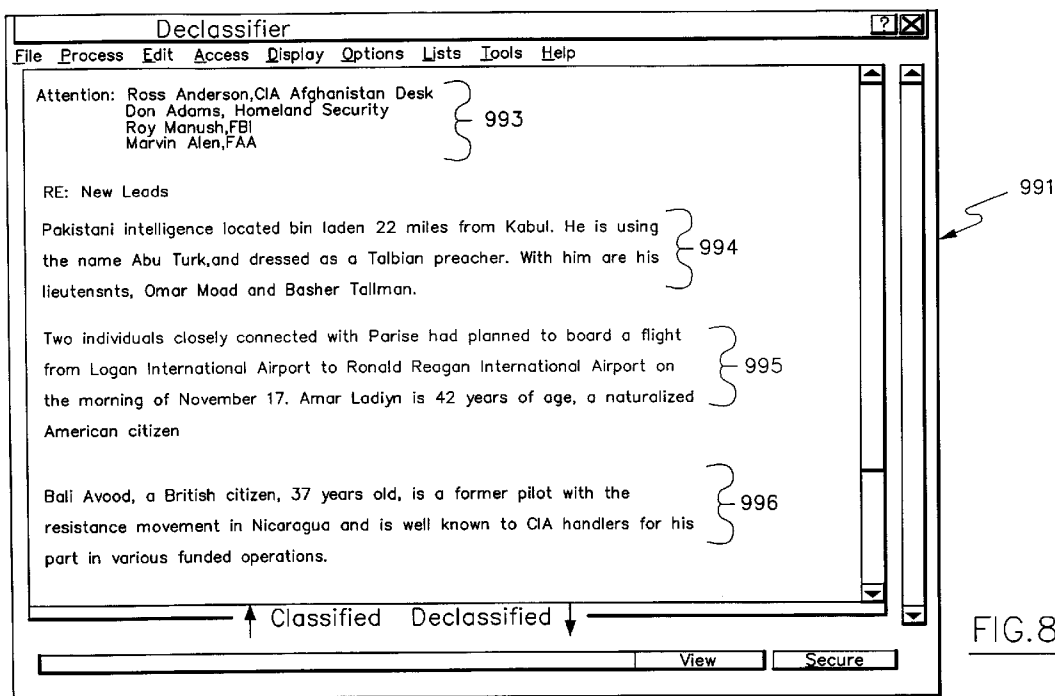 Declassifier ?
File Process Edit Access Display Options Lists Tools Help
Attention: Ross Anderson,CIA Afghanistan Desk
Don Adams, Homeland Security
Roy Manush,FBI
Marvin Alen,FAA
993
RE: New Leads
991
Pakistani intelligence located bin laden 22 miles from Kabul. He is using
the name Abu Turk,and dressed as a Talbian preacher. With him are his
lieutensnts, Omar Moad and Basher Tallman.
994
Two individuals closely connected with Parise had planned to board a flight
from Logan International Airport to Ronald Reagan International Airport on
the morning of November 17. Amar Ladiyn is 42 years of age, a naturalized
American citizen
995
Bali Avood, a British citizen, 37 years old, is a former pilot with the
resistance movement in Nicaragua and is well known to CIA handlers for his
part in various funded operations.
996
Classified Declassified
View Secure
FIG.8